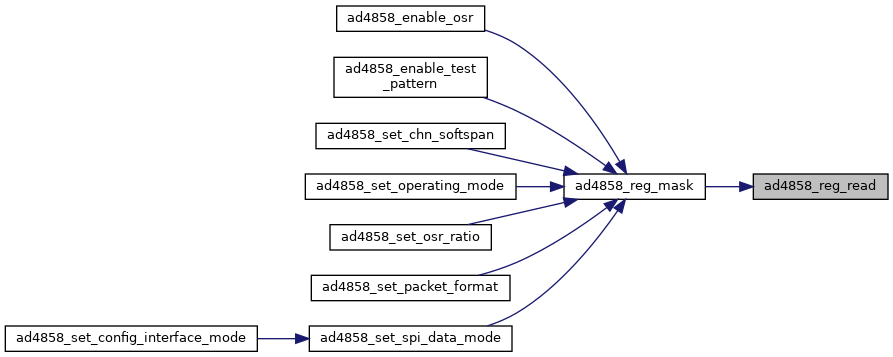 ad4858_enable_osr
ad4858_enable_test
_pattern
ad4858_set_chn_softspan
ad4858_set_operating_mode
ad4858_reg_mask
ad4858_reg_read
ad4858_set_osr_ratio
ad4858_set_packet_format
ad4858_set_config_interface_mode
ad4858_set_spi_data_mode